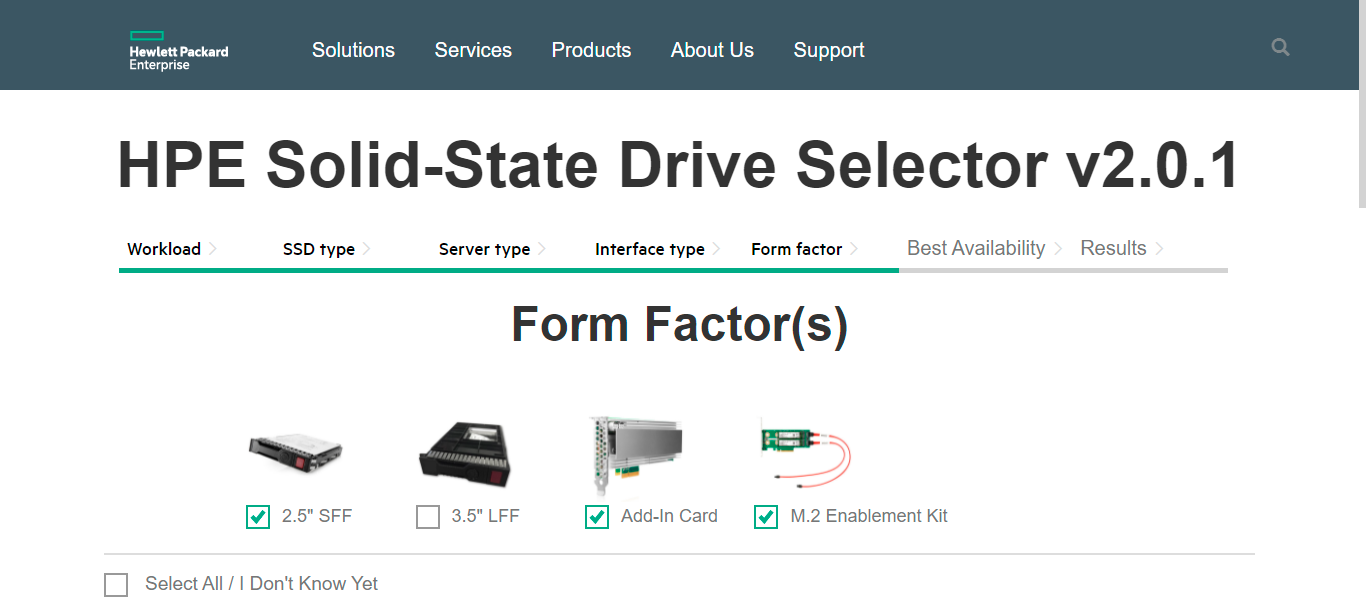 Hewlett Packard
Enterprise
Solutions Services Products About Us Support
HPE Solid-State Drive Selector v2.0.1
Workload SSD type Server type Interface type Form factor Best Availability Results
Form Factor(s)
2.5" SFF 3.5" LFF Add-In Card M.2 Enablement Kit
Select All / I Don't Know Yet